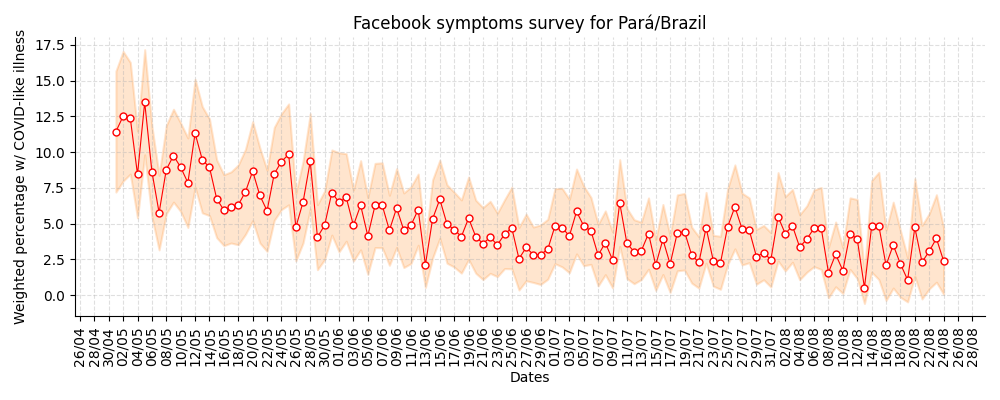 Facebook symptoms survey for Pará/Brazil
Weighted percentage w/ COVID-like illness
17.5
15.0
12.5
10.0
7.5
5.0
2.5
0.0
26/04 28/04 30/04 02/05 04/05 06/05 08/05 10/05 12/05 14/05 16/05 18/05 20/05 22/05 24/05 26/05 28/05 30/05 01/06 03/06 05/06 07/06 09/06 11/06 13/06 15/06 17/06 19/06 21/06 23/06 25/06 27/06 29/06 01/07 03/07 05/07 07/07 09/07 11/07 13/07 15/07 17/07 19/07 21/07 23/07 25/07 27/07 29/07 31/07 02/08 04/08 06/08 08/08 10/08 12/08 14/08 16/08 18/08 20/08 22/08 24/08 26/08 28/08
Dates